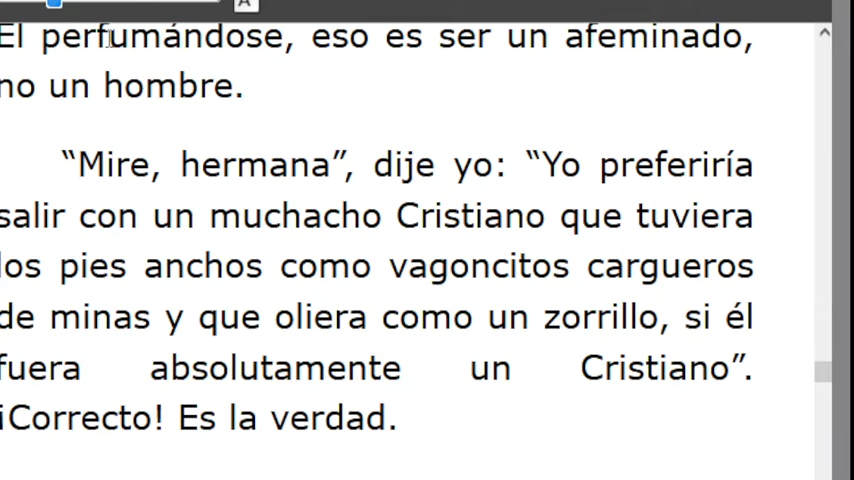 A
El perfumándose, eso es ser un afeminado,
no un hombre.
“Mire, hermana”, dije yo: “Yo preferiría
salir con un muchacho Cristiano que tuviera
los pies anchos como vagoncitos cargueros
de minas y que oliera como un zorrillo, si él
fuera absolutamente un Cristiano”.
¡Correcto! Es la verdad.